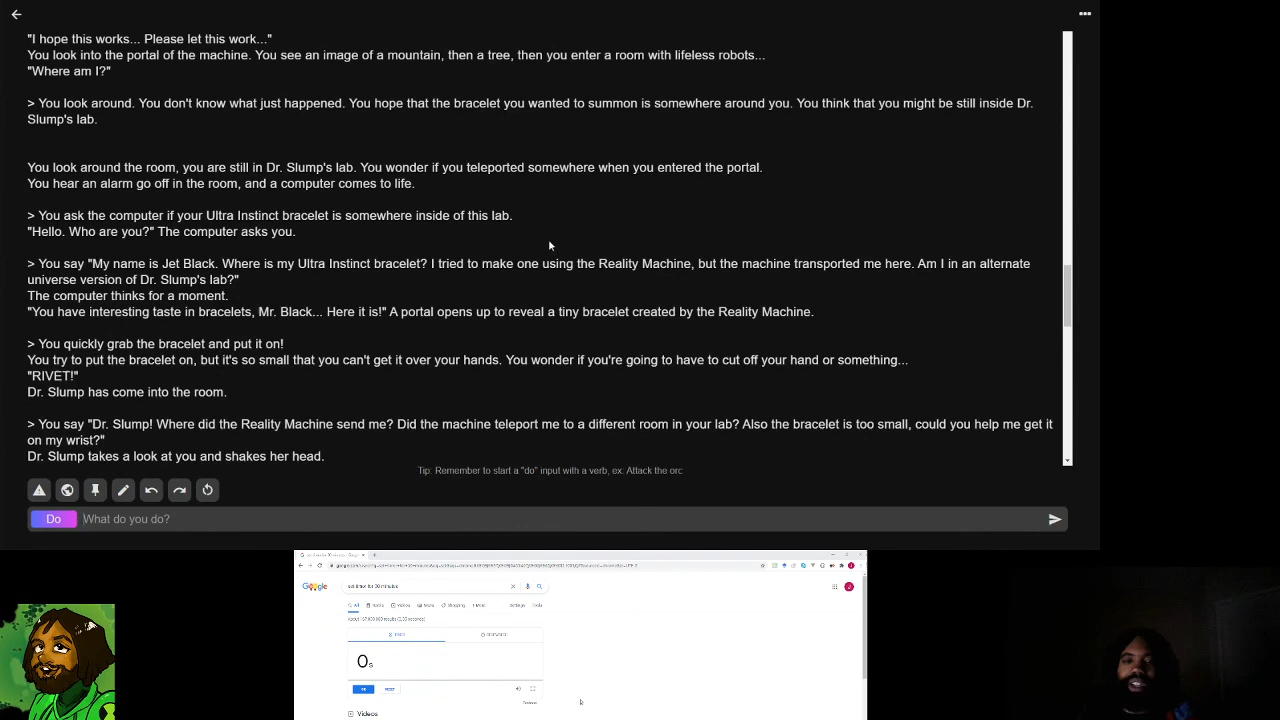 "I hope this works... Please let this work..."
You look into the portal of the machine. You see an image of a mountain, then a tree, then you enter a room with lifeless robots...
"Where am I?"
> You look around. You don't know what just happened. You hope that the bracelet you wanted to summon is somewhere around you. You think that you might be still inside Dr.
Slump's lab.
You look around the room, you are still in Dr. Slump's lab. You wonder if you teleported somewhere when you entered the portal.
You hear an alarm go off in the room, and a computer comes to life.
> You ask the computer if your Ultra Instinct bracelet is somewhere inside of this lab.
"Hello. Who are you?" The computer asks you.
> You say "My name is Jet Black. Where is my Ultra Instinct bracelet? I tried to make one using the Reality Machine, but the machine transported me here. Am I in an alternate
universe version of Dr. Slump's lab?"
The computer thinks for a moment.
"You have interesting taste in bracelets, Mr. Black... Here it is!" A portal opens up to reveal a tiny bracelet created by the Reality Machine.
> You quickly grab the bracelet and put it on!
You try to put the bracelet on, but it's so small that you can't get it over your hands. You wonder if you're going to have to cut off your hand or something...
"RIVET!"
Dr. Slump has come into the room.
> You say "Dr. Slump! Where did the Reality Machine send me? Did the machine teleport me to a different room in your lab? Also the bracelet is too small, could you help me get it
on my wrist?"
Dr. Slump takes a look at you and shakes her head.
Tip: Remember to start a "do" input with a verb, ex: Attack the orc
Do What do you do?
Google set timer for 30 minutes
All Videos News Shopping More Settings Tools
0s
Videos